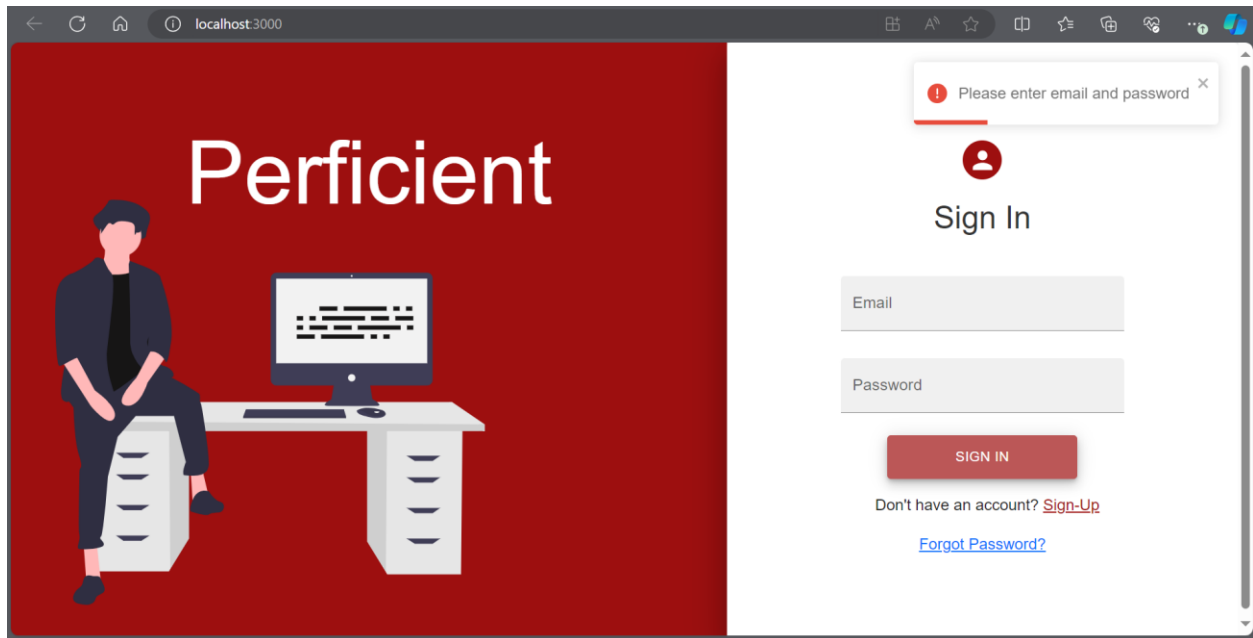 localhost:3000
Please enter email and password
Perficient
Sign In
Email
Password
SIGN IN
Don't have an account? Sign-Up
Forgot Password?